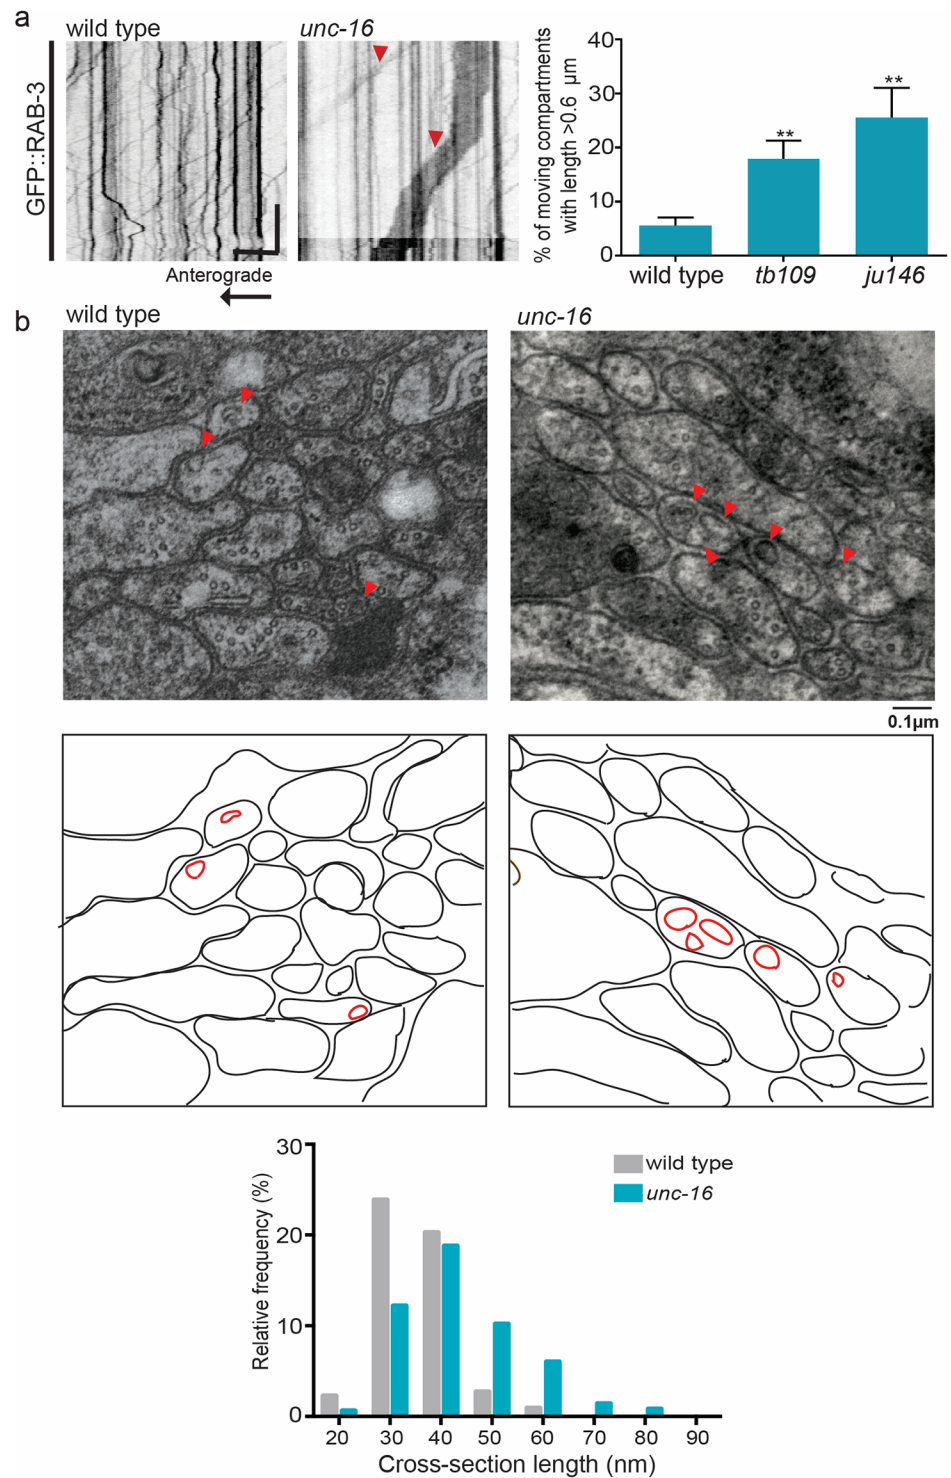 a
wild type
unc-16
GFP::RAB-3
Anterograde
% of moving compartments
with length >0.6 µm
40
30
20
10
0
**
**
wild type
tb109
ju146
b
wild type
unc-16
0.1µm
Relative frequency (%)
30
20
10
0
wild type
unc-16
20 30 40 50 60 70 80 90
Cross-section length (nm)